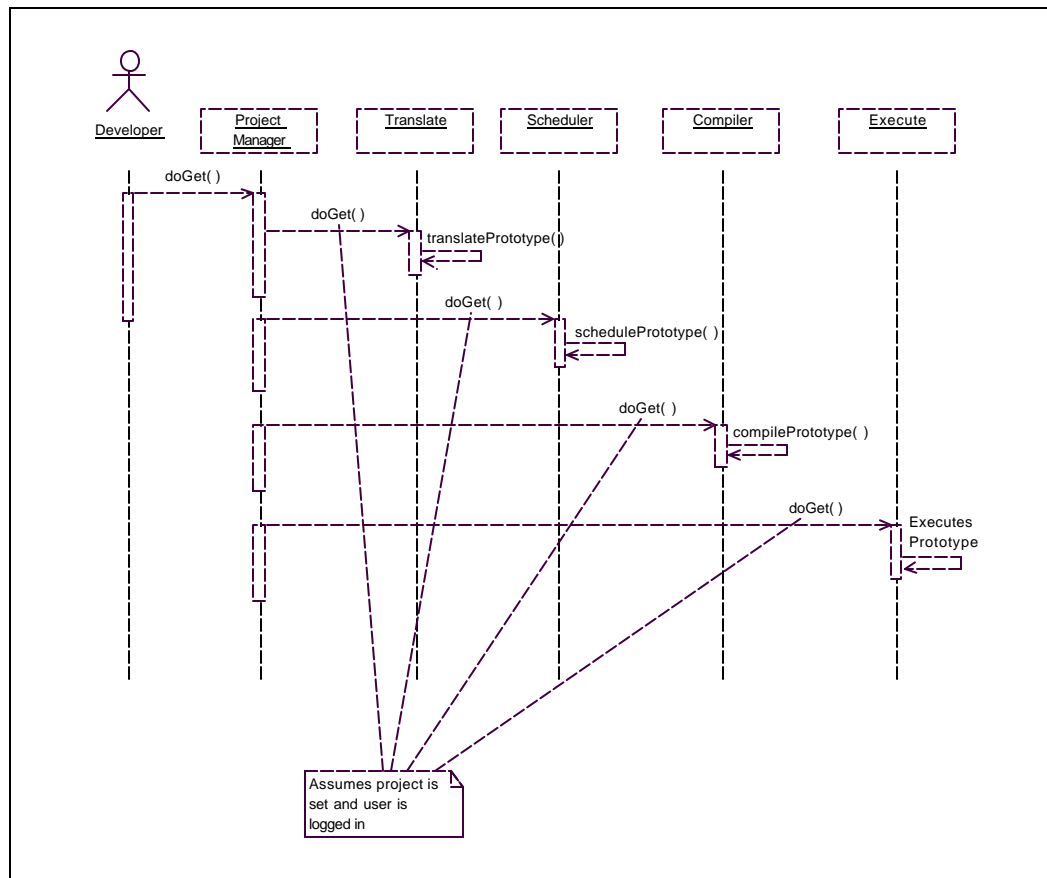 Developer
Project
Manager
Translate
Scheduler
Compiler
Execute
doGet( )
doGet( )
translatePrototype( )
doGet( )
schedulePrototype( )
doGet( )
compilePrototype( )
doGet( )
Executes
Prototype
Assumes project is
set and user is
logged in